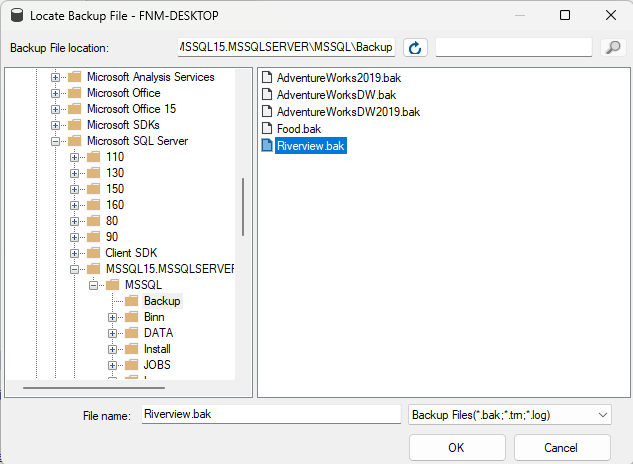 Locate Backup File - FNM-DESKTOP
Backup File location:
MSSQL15.MSSQLSERVER\MSSQL\Backup
Microsoft Analysis Services
Microsoft Office
Microsoft Office 15
Microsoft SDKs
Microsoft SQL Server
110
130
150
160
80
90
Client SDK
MSSQL15.MSSQLSERVER
MSSQL
Backup
Binn
DATA
Install
JOBS
AdventureWorks2019.bak
AdventureWorksDW.bak
AdventureWorksDW2019.bak
Food.bak
Riverview.bak
File name:
Riverview.bak
Backup Files(*.bak;*.trn;*.log)
OK
Cancel